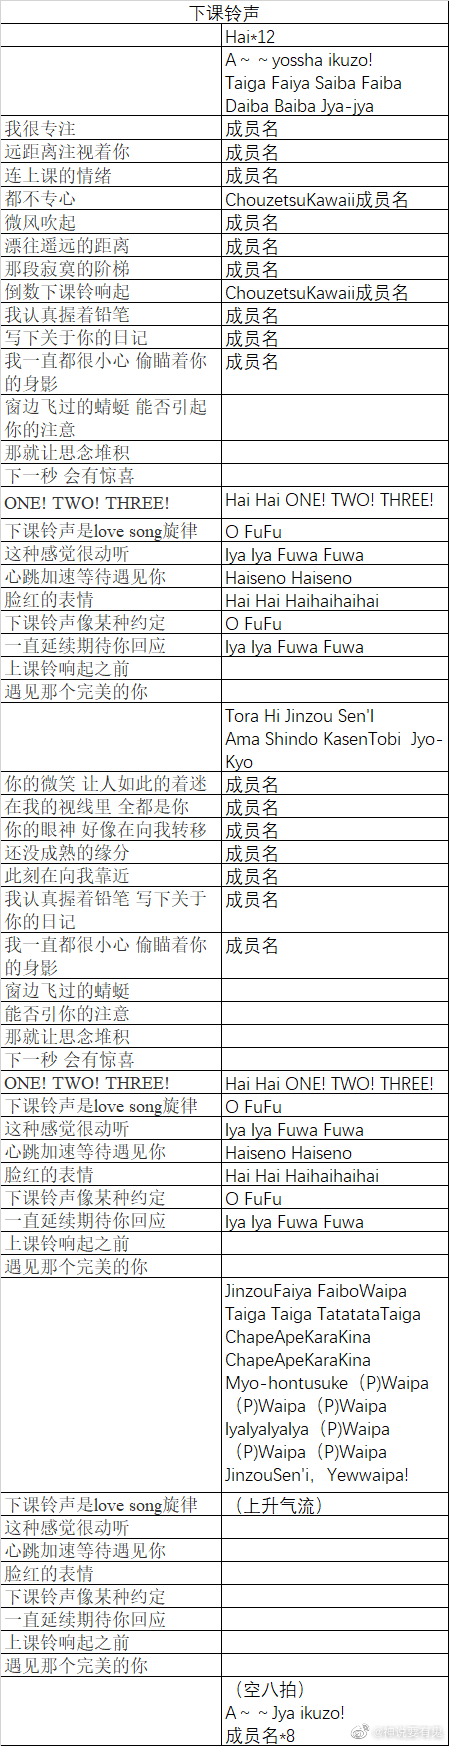 下课铃声
Hai*12
A～～yossha ikuzo!
Taiga Faiya Saiba Faiba
Daiba Baiba Jya-jya
我很专注 成员名
远距离注视着你 成员名
连上课的情绪 成员名
都不专心 ChouzetsuKawaii成员名
微风吹起 成员名
漂往遥远的距离 成员名
那段寂寞的阶梯 成员名
倒数下课铃响起 ChouzetsuKawaii成员名
我认真握着铅笔 成员名
写下关于你的日记 成员名
我一直都很小心 偷瞄着你 成员名
的身影
窗边飞过的蜻蜓 能否引起
你的注意
那就让思念堆积
下一秒 会有惊喜
ONE! TWO! THREE! Hai Hai ONE! TWO! THREE!
下课铃声是love song旋律 O FuFu
这种感觉很动听 Iya Iya Fuwa Fuwa
心跳加速等待遇见你 Haiseno Haiseno
脸红的表情 Hai Hai Haihaihaihai
下课铃声像某种约定 O FuFu
一直延续期待你回应 Iya Iya Fuwa Fuwa
上课铃响起之前
遇见那个完美的你
Tora Hi Jinzou Sen'I
Ama Shindo KasenTobi Jyo-
Kyo
你的微笑 让人如此的着迷 成员名
在我的视线里 全都是你 成员名
你的眼神 好像在向我转移 成员名
还没成熟的缘分 成员名
此刻在向我靠近 成员名
我认真握着铅笔 写下关于 成员名
你的日记
我一直都很小心 偷瞄着你 成员名
的身影
窗边飞过的蜻蜓
能否引你的注意
那就让思念堆积
下一秒 会有惊喜
ONE! TWO! THREE! Hai Hai ONE! TWO! THREE!
下课铃声是love song旋律 O FuFu
这种感觉很动听 Iya Iya Fuwa Fuwa
心跳加速等待遇见你 Haiseno Haiseno
脸红的表情 Hai Hai Haihaihaihai
下课铃声像某种约定 O FuFu
一直延续期待你回应 Iya Iya Fuwa Fuwa
上课铃响起之前
遇见那个完美的你
JinzouFaiya FaiboWaipa
Taiga Taiga TatatataTaiga
ChapeApeKaraKina
ChapeApeKaraKina
Myo-hontusuke（P)Waipa
（P)Waipa（P)Waipa
IyaIyaIyaIya（P)Waipa
（P)Waipa（P)Waipa
JinzouSen'i，Yewwaipa!
下课铃声是love song旋律 （上升气流）
这种感觉很动听
心跳加速等待遇见你
脸红的表情
下课铃声像某种约定
一直延续期待你回应
上课铃响起之前
遇见那个完美的你
（空八拍）
A～～Jya ikuzo!
成员名*8